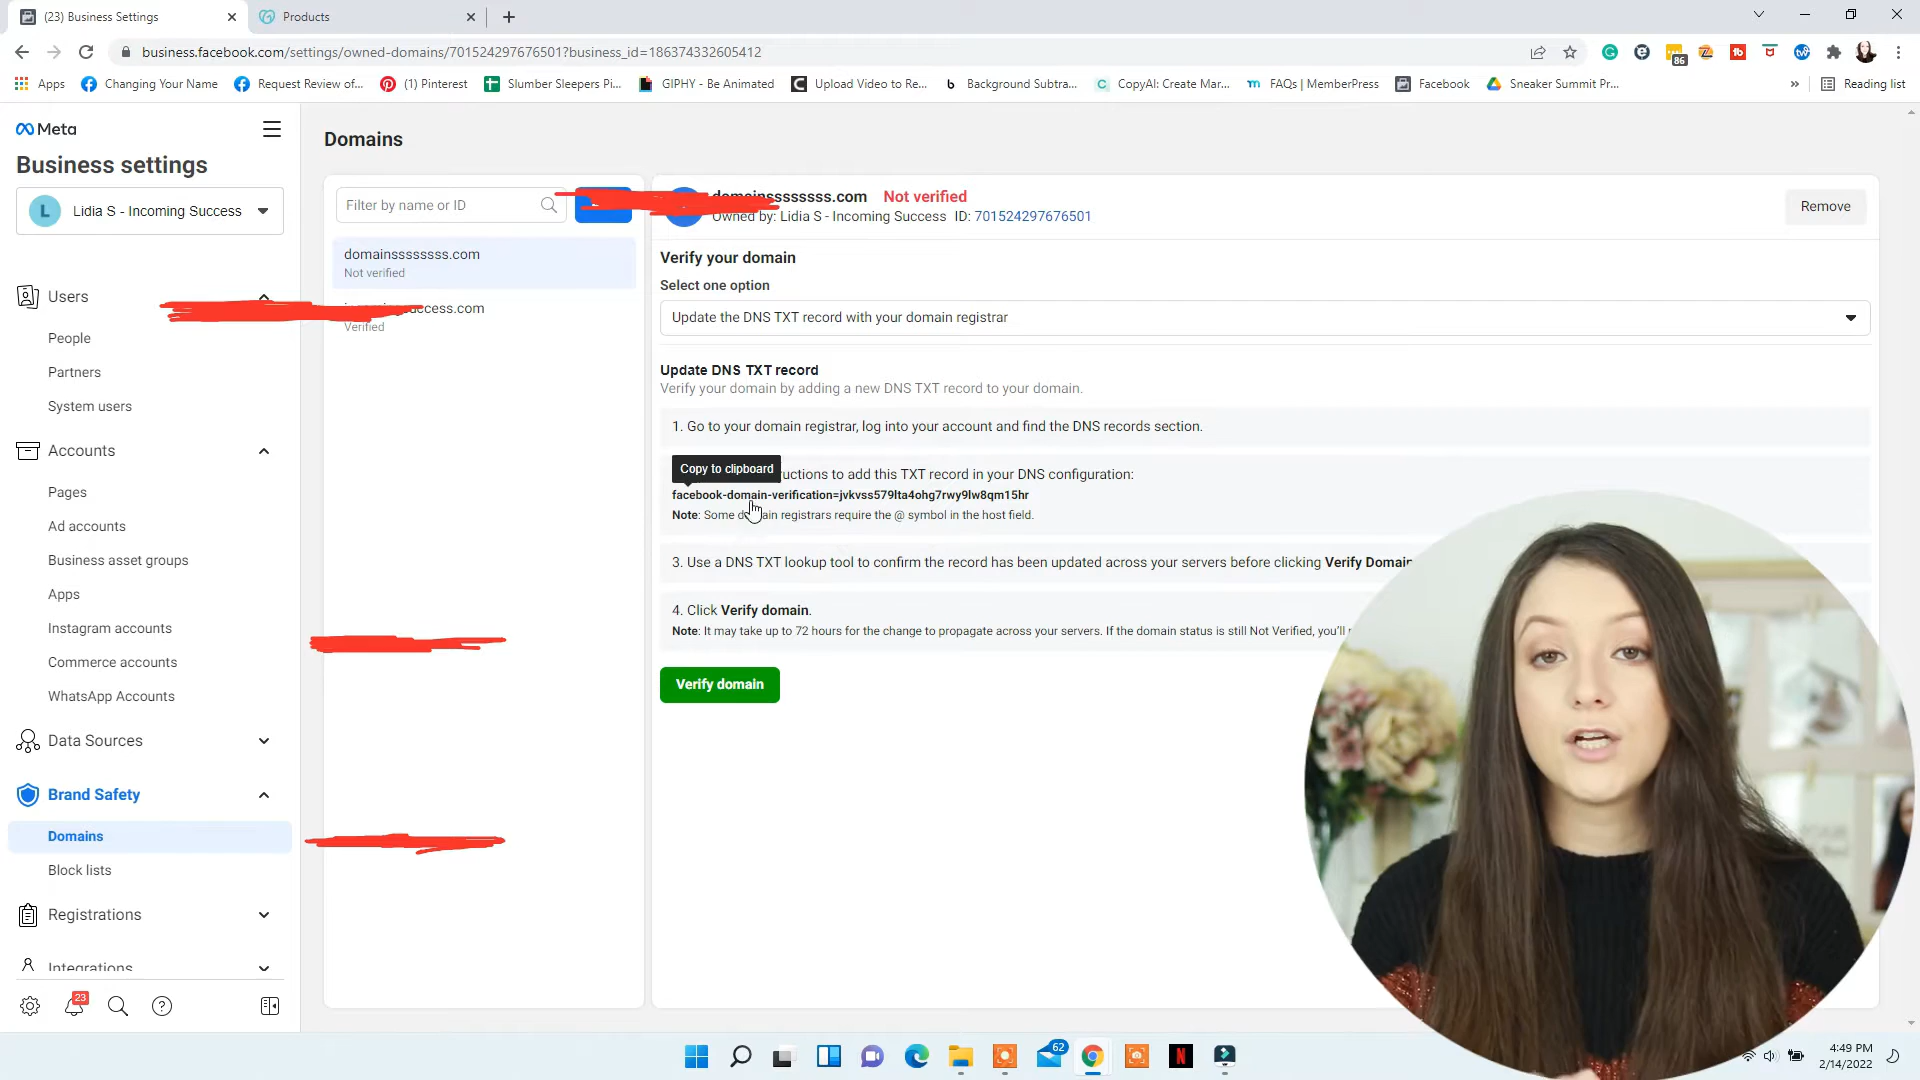 (23) Business Settings
Products
business.facebook.com/settings/owned-domains/701524297676501?business_id=186374332605412
Apps
Changing Your Name
Request Review of...
(1) Pinterest
Slumber Sleepers Pi...
GIPHY - Be Animated
Upload Video to Re...
Background Subtra...
CopyAI: Create Mar...
FAQs | MemberPress
Facebook
Sneaker Summit Pr...
Reading list
86
Meta
Business settings
L
Lidia S - Incoming Success
Users
People
Partners
System users
Accounts
Pages
Ad accounts
Business asset groups
Apps
Instagram accounts
Commerce accounts
WhatsApp Accounts
Data Sources
Brand Safety
Domains
Block lists
Registrations
Integrations
23
Domains
Filter by name or ID
domainssssssss.com
Not verified
Verified
Not verified
Owned by: Lidia S - Incoming Success ID: 701524297676501
Remove
Verify your domain
Select one option
Update the DNS TXT record with your domain registrar
Update DNS TXT record
Verify your domain by adding a new DNS TXT record to your domain.
1. Go to your domain registrar, log into your account and find the DNS records section.
Copy to clipboard
to add this TXT record in your DNS configuration:
facebook-domain-verification=jvkvss579lta4ohg7rwy9lw8qm15hr
Note: Some domain registrars require the @ symbol in the host field.
3. Use a DNS TXT lookup tool to confirm the record has been updated across your servers before clicking Verify Domain
4. Click Verify domain.
Note: It may take up to 72 hours for the change to propagate across your servers. If the domain status is still Not Verified, you'll
Verify domain
62
4:49 PM
2/14/2022